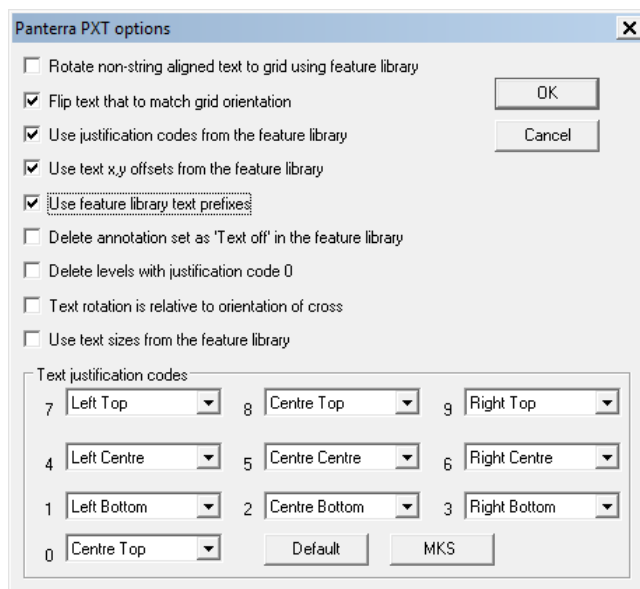 Panterra PXT options
Rotate non-string aligned text to grid using feature library
Flip text that to match grid orientation
OK
Use justification codes from the feature library
Cancel
Use text x,y offsets from the feature library
Use feature library text prefixes
Delete annotation set as 'Text off' in the feature library
Delete levels with justification code 0
Text rotation is relative to orientation of cross
Use text sizes from the feature library
Text justification codes
7 Left Top 8 Centre Top 9 Right Top
4 Left Centre 5 Centre Centre 6 Right Centre
1 Left Bottom 2 Centre Bottom 3 Right Bottom
0 Centre Top Default MKS